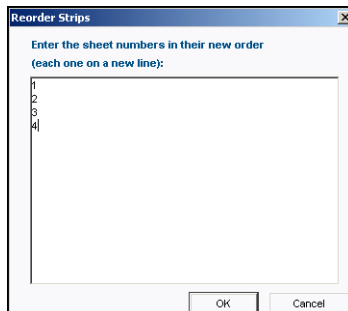 Reorder Strips
Enter the sheet numbers in their new order
(each one on a new line):
1
2
3
4
OK Cancel